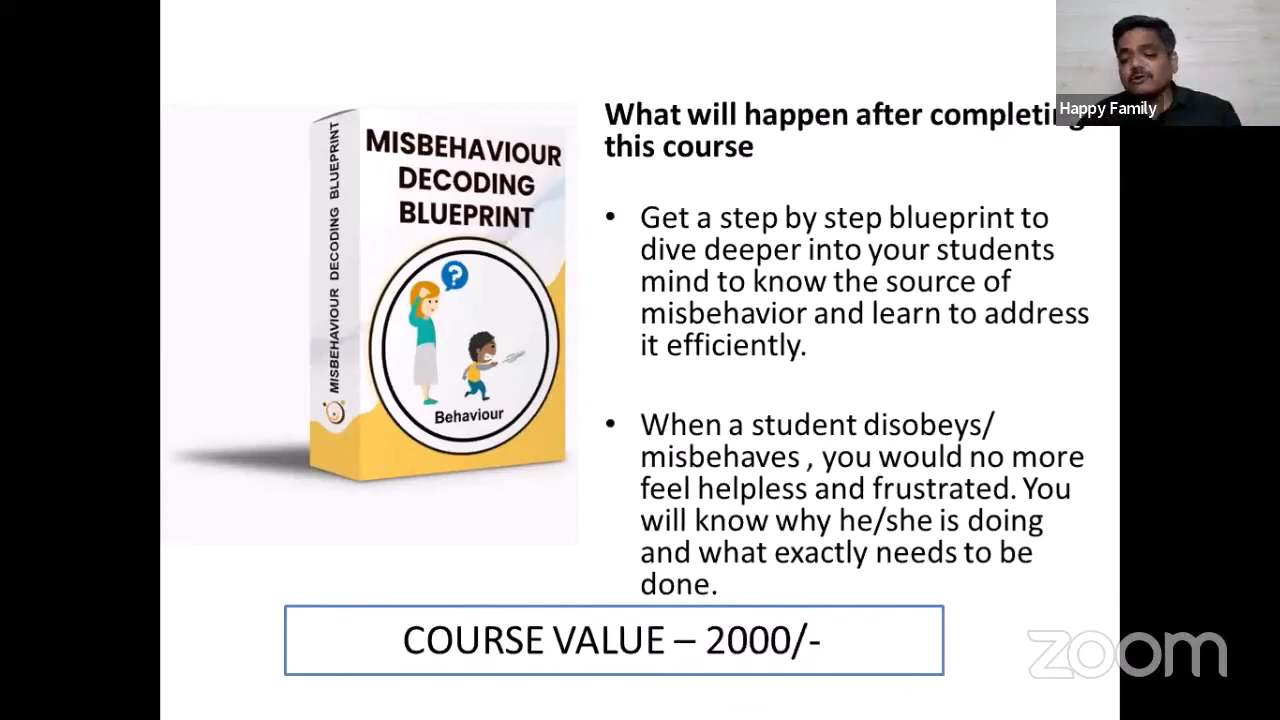 Happy Family
What will happen after completing
this course
MISBEHAVIOUR
DECODING
BLUEPRINT
MISBEHAVIOUR DECODING BLUEPRINT
?
Behaviour
• Get a step by step blueprint to
dive deeper into your students
mind to know the source of
misbehavior and learn to address
it efficiently.
• When a student disobeys/
misbehaves , you would no more
feel helpless and frustrated. You
will know why he/she is doing
and what exactly needs to be
done.
COURSE VALUE – 2000/-
zoom